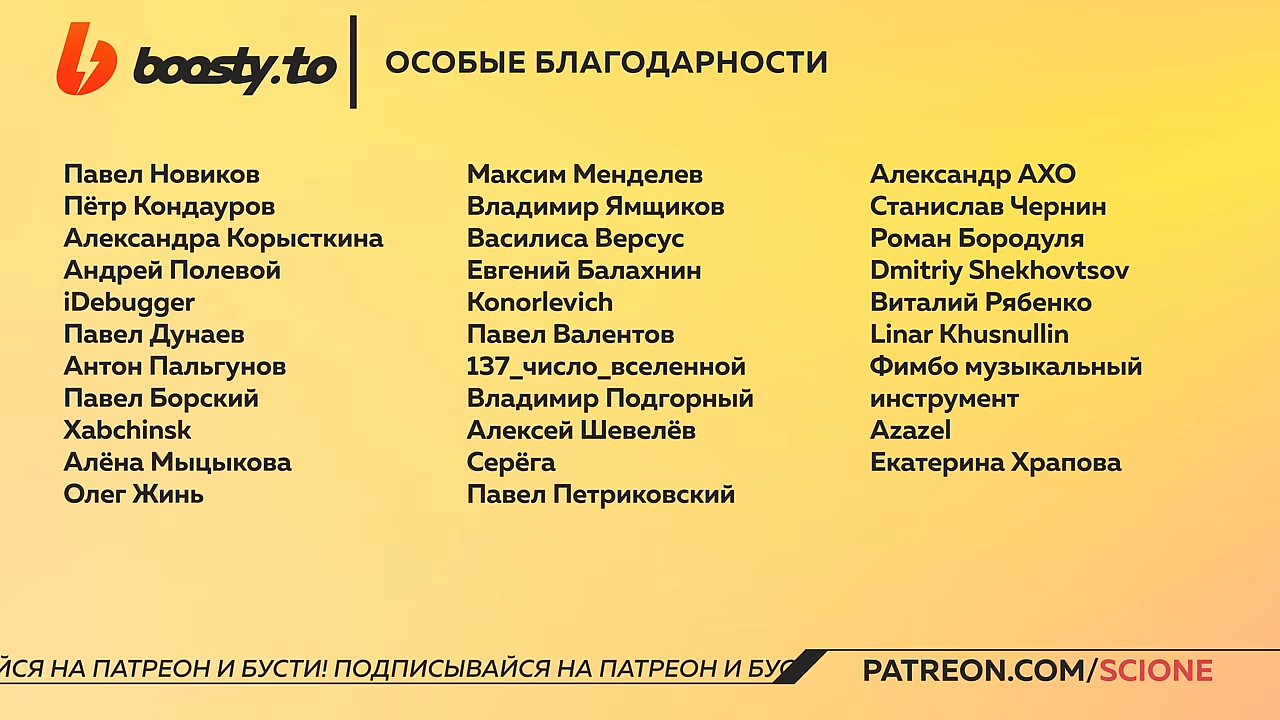 boosty.to
ОСОБЫЕ БЛАГОДАРНОСТИ
Павел Новиков
Пётр Кондауров
Александра Корысткина
Андрей Полевой
iDebugger
Павел Дунаев
Антон Пальгунов
Павел Борский
Xabchinsk
Алёна Мыцыкова
Олег Жинь
Максим Менделев
Владимир Ямщиков
Василиса Версус
Евгений Балахнин
Konorlevich
Павел Валентов
137_число_вселенной
Владимир Подгорный
Алексей Шевелёв
Серёга
Павел Петриковский
Александр АХО
Станислав Чернин
Роман Бородуля
Dmitriy Shekhovtsov
Виталий Рябенко
Linar Khusnullin
Фимбо музыкальный
инструмент
Azazel
Екатерина Храпова
ЙСЯ НА ПАТРЕОН И БУСТИ! ПОДПИСЫВАЙСЯ НА ПАТРЕОН И БУС
PATREON.COM/SCIONE